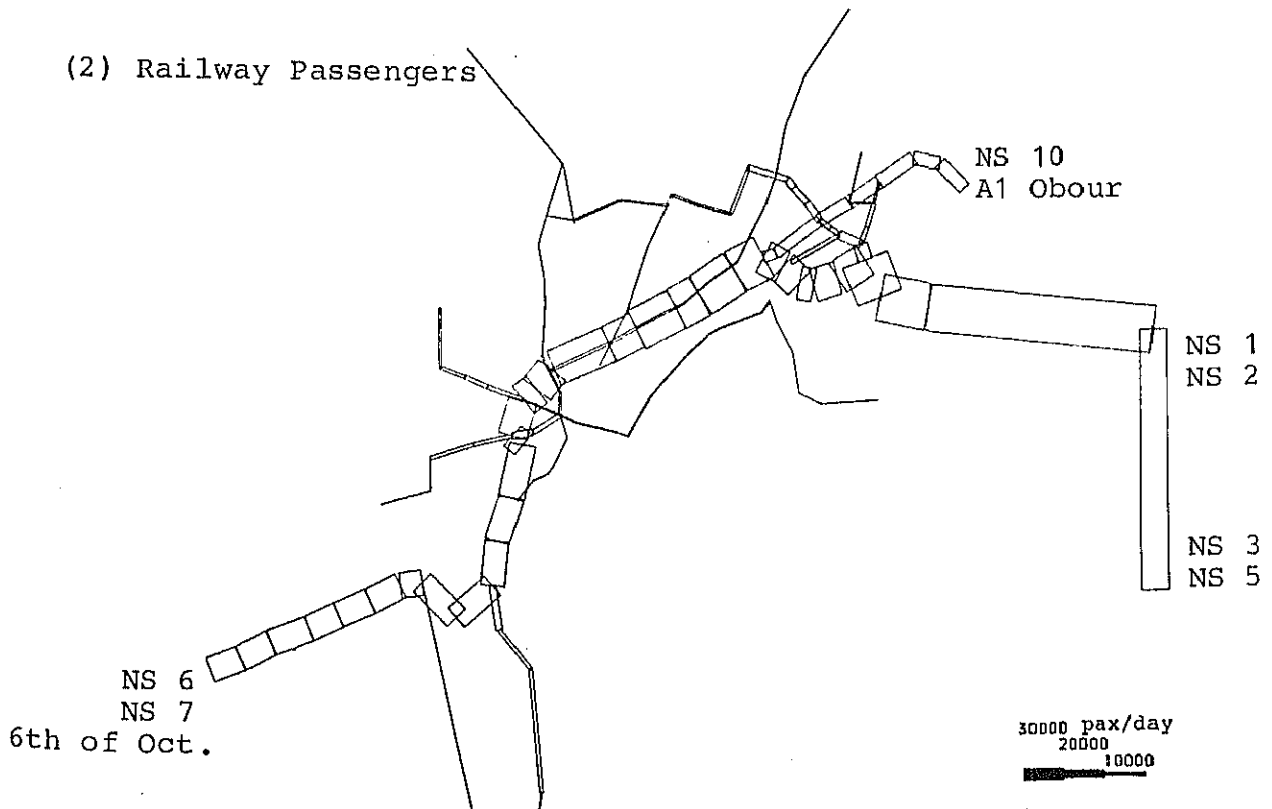 (2) Railway Passengers
NS 10
A1 Obour
NS 1
NS 2
NS 3
NS 5
NS 6
NS 7
6th of Oct.
30000 pax/day
20000
10000